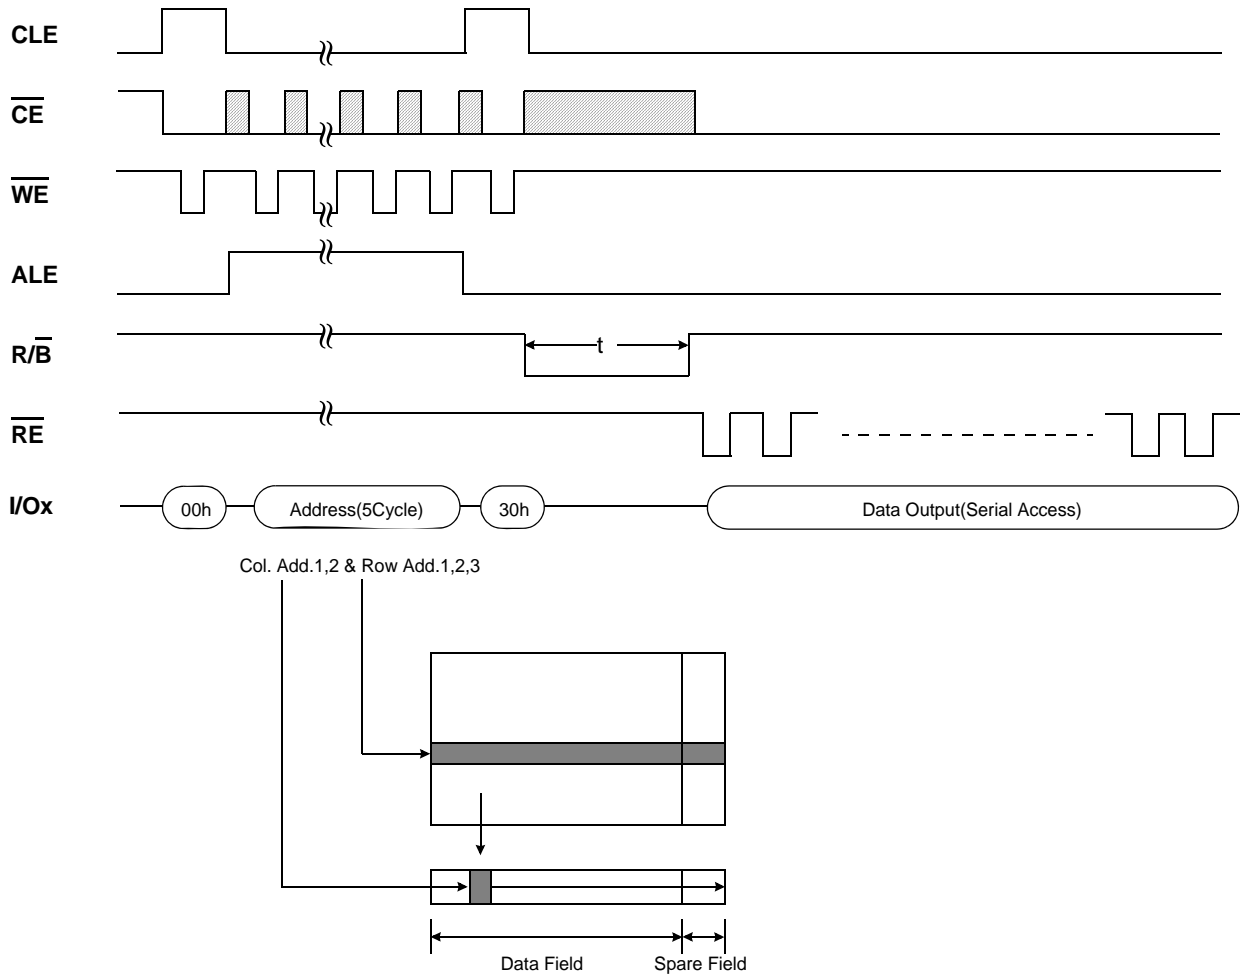 CLE
CE
WE
ALE
R/B
t
RE
I/Ox
00h
Address(5Cycle)
30h
Data Output(Serial Access)
Col. Add.1,2 & Row Add.1,2,3
Data Field
Spare Field